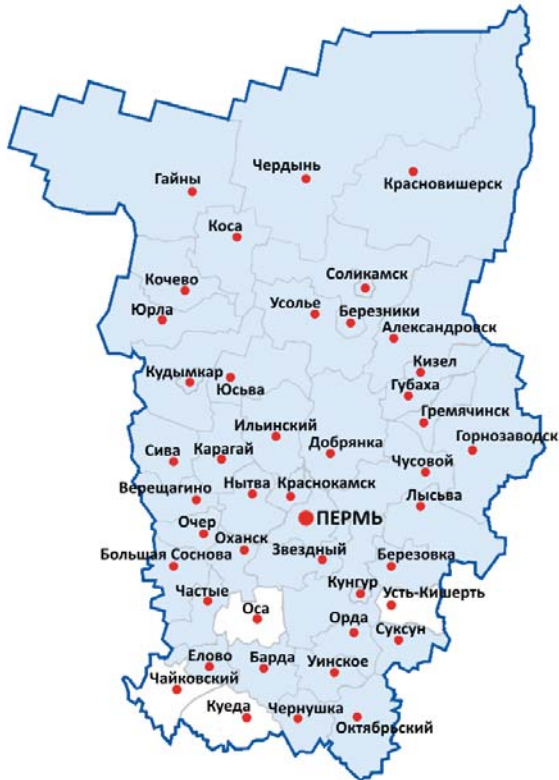 Чердынь
Гайны
Красновишерск
Коса
Соликамск
Кочево
Усолье
Березники
Юрла
Александровск
Кизел
Кудымкар
Юсьва
Губаха
Гремячинск
Ильинский
Добрянка
Горнозаводск
Сива
Карагай
Чусовой
Верещагино
Нытва
Краснокамск
Лысьва
ПЕРМЬ
Очер
Оханск
Большая Соснова
Звездный
Березовка
Частые
Кунгур
Усть-Кишерть
Оса
Орда
Суксун
Елово
Барда
Уинское
Чайковский
Куеда
Чернушка
Октябрьский